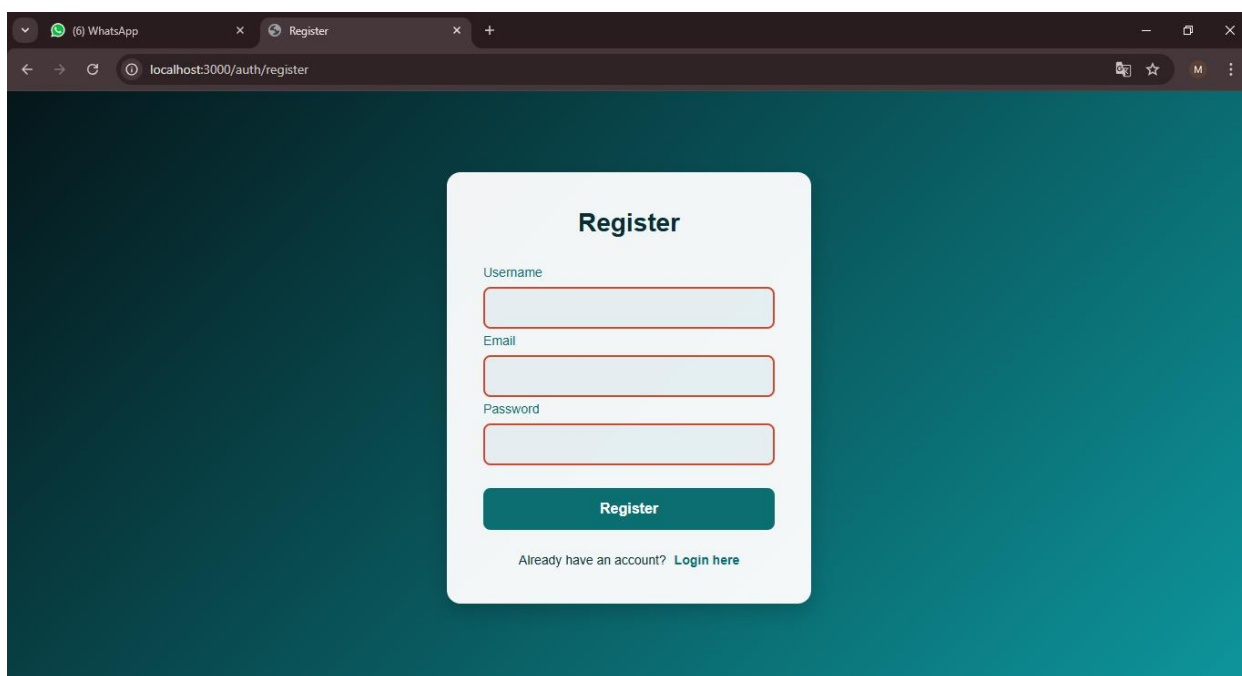 (6) WhatsApp
Register
localhost:3000/auth/register
M
Register
Username
Email
Password
Register
Already have an account? Login here